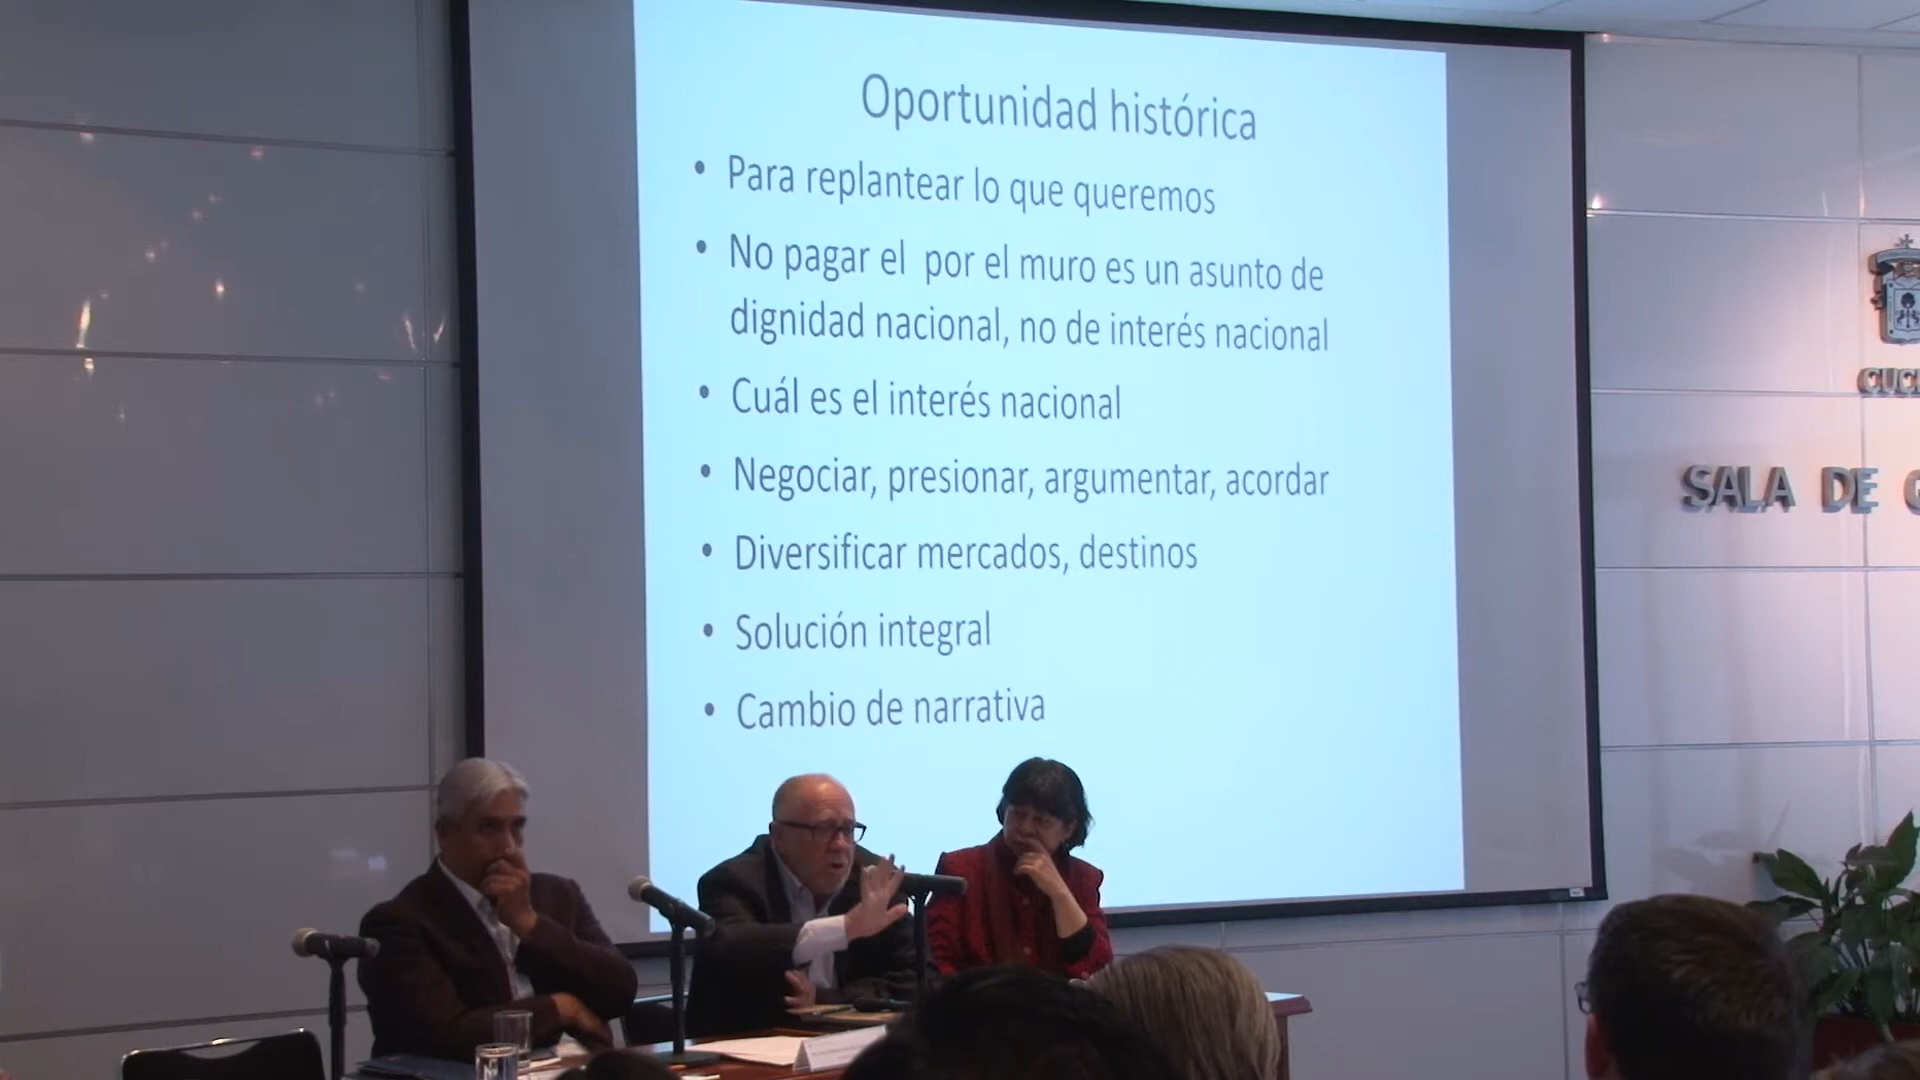 Oportunidad histórica
• Para replantear lo que queremos
• No pagar el por el muro es un asunto de
dignidad nacional, no de interés nacional
• Cuál es el interés nacional
• Negociar, presionar, argumentar, acordar
• Diversificar mercados, destinos
• Solución integral
• Cambio de narrativa
SALA DE